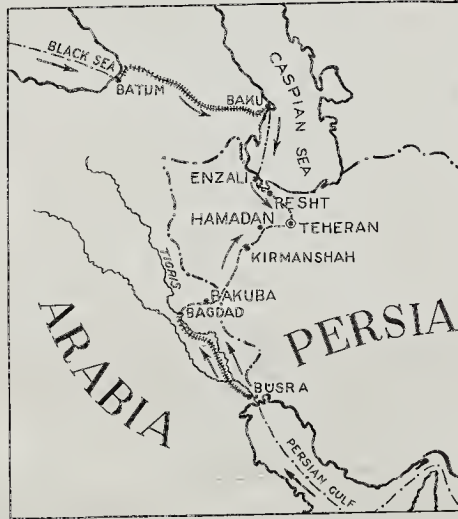 BLACK SEA
BATUM
BAKU
CASPIAN SEA
ENZALI
RESHT
HAMADAN
TEHERAN
KIRMANSHAH
TIGRIS
BAKUBA
BAGDAD
ARABIA
PERSIA
BUSRA
PERSIAN GULF